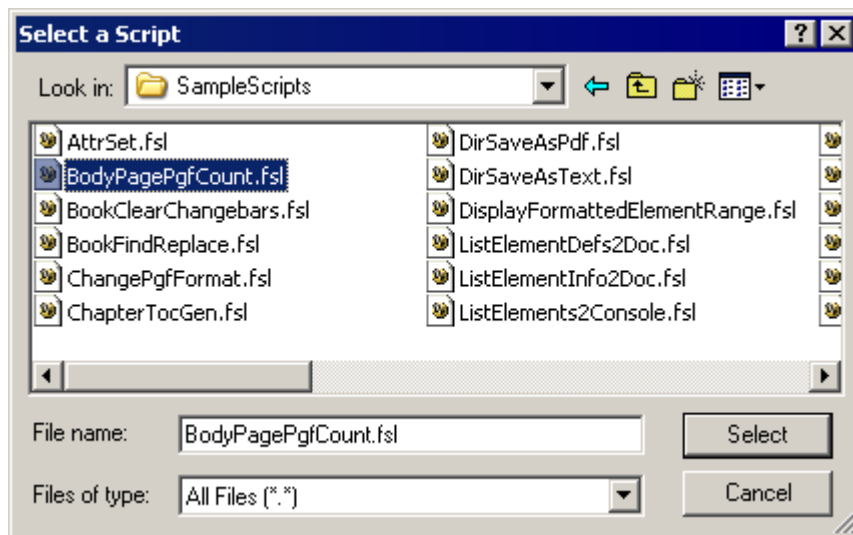 Select a Script
Look in: SampleScripts
AttrSet.fsl
BodyPagePgfCount.fsl
BookClearChangebars.fsl
BookFindReplace.fsl
ChangePgfFormat.fsl
ChapterTocGen.fsl
DirSaveAsPdf.fsl
DirSaveAsText.fsl
DisplayFormattedElementRange.fsl
ListElementDefs2Doc.fsl
ListElementInfo2Doc.fsl
ListElements2Console.fsl
File name: BodyPagePgfCount.fsl Select
Files of type: All Files (*.*) Cancel